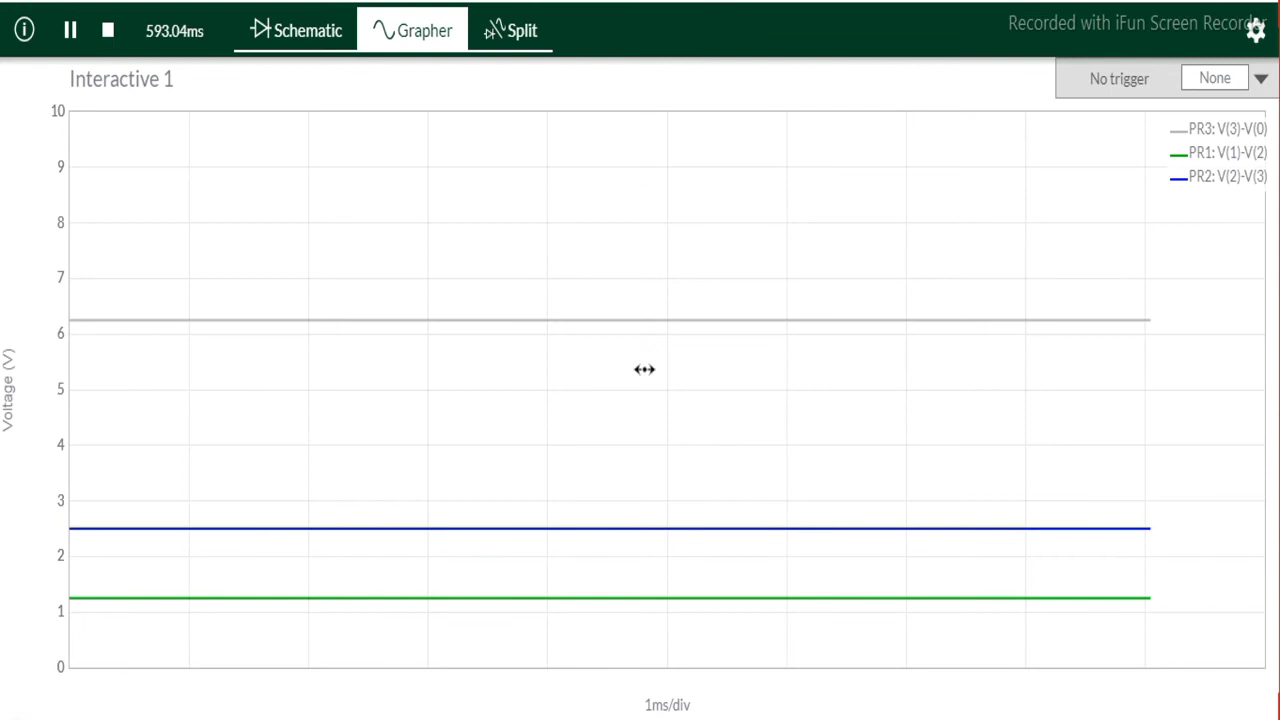 593.04ms
Schematic
Grapher
Split
Recorded with iFun Screen Recorder
Interactive 1
No trigger
None
10
9
8
7
6
5
4
3
2
1
0
PR3: V(3)-V(0)
PR1: V(1)-V(2)
PR2: V(2)-V(3)
Voltage (V)
1ms/div